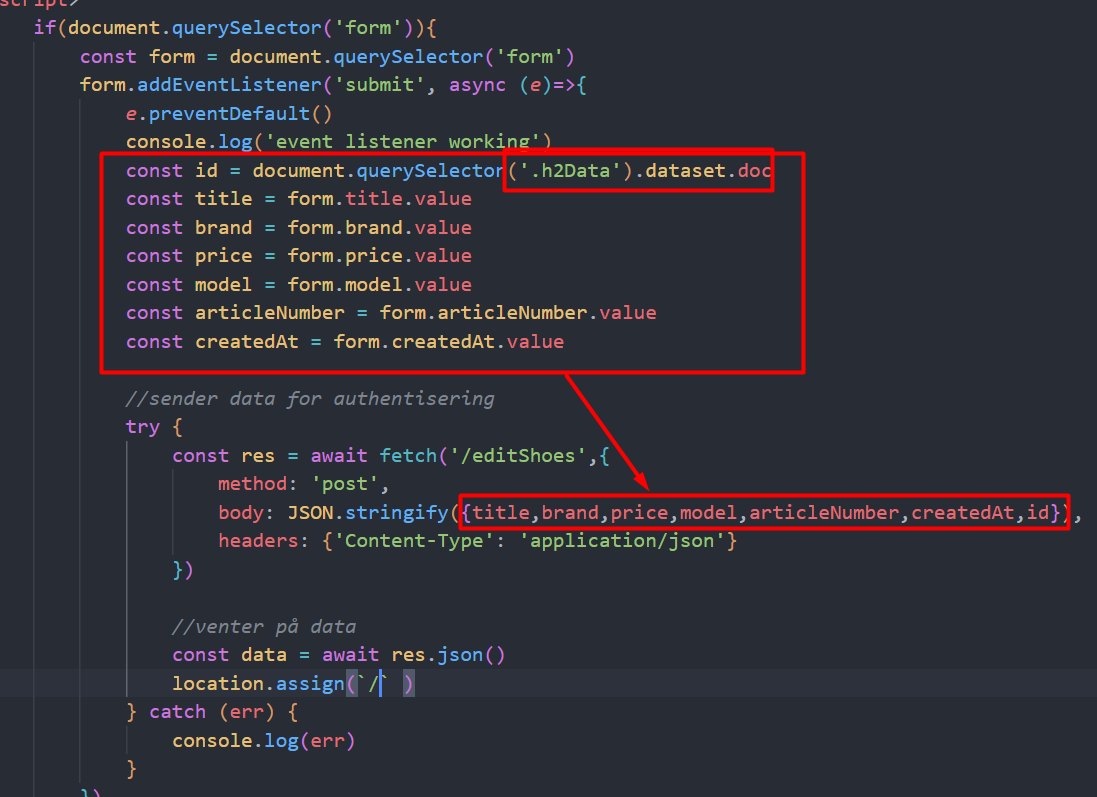 script>
if(document.querySelector('form')){
const form = document.querySelector('form')
form.addEventListener('submit', async (e)=>{
e.preventDefault()
console.log('event listener working')
const id = document.querySelector('.h2Data').dataset.doc
const title = form.title.value
const brand = form.brand.value
const price = form.price.value
const model = form.model.value
const articleNumber = form.articleNumber.value
const createdAt = form.createdAt.value
//sender data for authentisering
try {
const res = await fetch('/editShoes',{
method: 'post',
body: JSON.stringify({title,brand,price,model,articleNumber,createdAt,id}),
headers: {'Content-Type': 'application/json'}
})
//venter på data
const data = await res.json()
location.assign(`/` )
} catch (err) {
console.log(err)
}
})